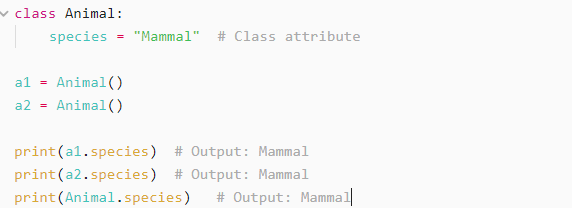 class Animal:
    species = "Mammal"  # Class attribute
a1 = Animal()
a2 = Animal()
print(a1.species)  # Output: Mammal
print(a2.species)  # Output: Mammal
print(Animal.species)   # Output: Mammal